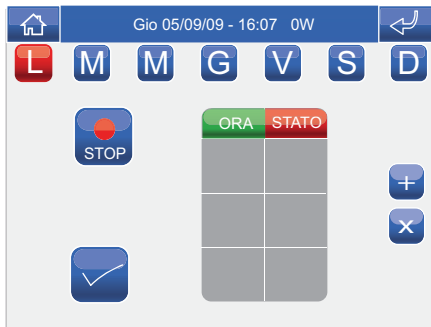 Gio 05/09/09 - 16:07 0W
L M M G V S D
STOP
ORA STATO
+
x